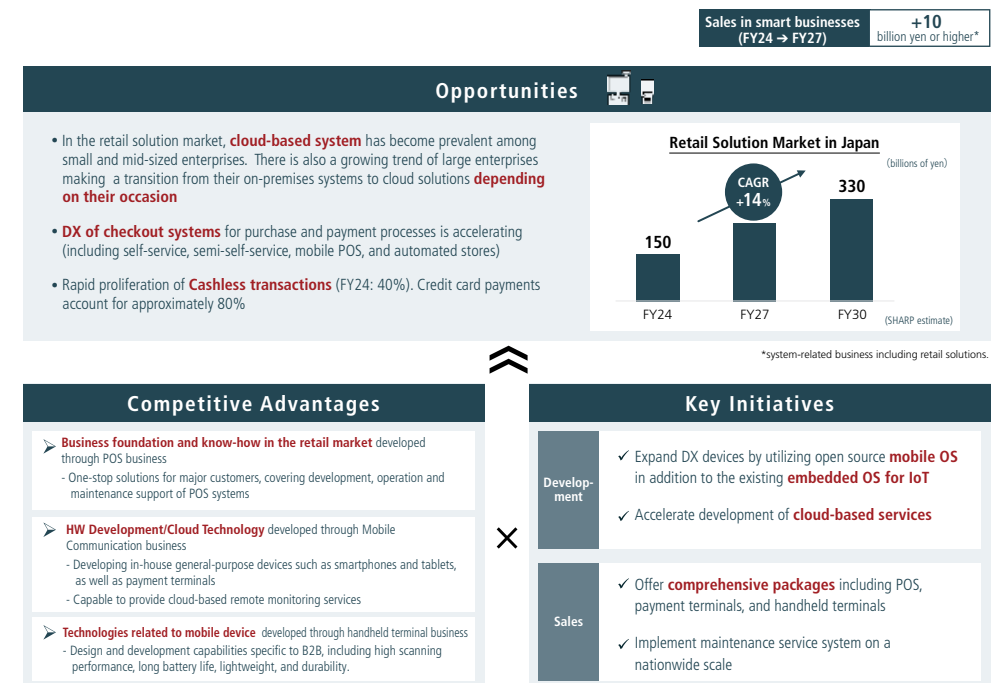 Sales in smart businesses
(FY24 ➔ FY27)
+10
billion yen or higher*
Opportunities
• In the retail solution market, cloud-based system has become prevalent among
small and mid-sized enterprises. There is also a growing trend of large enterprises
making a transition from their on-premises systems to cloud solutions depending
on their occasion
• DX of checkout systems for purchase and payment processes is accelerating
(including self-service, semi-self-service, mobile POS, and automated stores)
• Rapid proliferation of Cashless transactions (FY24: 40%). Credit card payments
account for approximately 80%
Retail Solution Market in Japan
(billions of yen)
CAGR
+14%
150
330
FY24
FY27
FY30
(SHARP estimate)
*system-related business including retail solutions.
Competitive Advantages
➢ Business foundation and know-how in the retail market developed
through POS business
- One-stop solutions for major customers, covering development, operation and
maintenance support of POS systems
➢ HW Development/Cloud Technology developed through Mobile
Communication business
- Developing in-house general-purpose devices such as smartphones and tablets,
as well as payment terminals
- Capable to provide cloud-based remote monitoring services
➢ Technologies related to mobile device developed through handheld terminal business
- Design and development capabilities specific to B2B, including high scanning
performance, long battery life, lightweight, and durability.
×
Key Initiatives
Develop-
ment
✓ Expand DX devices by utilizing open source mobile OS
in addition to the existing embedded OS for IoT
✓ Accelerate development of cloud-based services
Sales
✓ Offer comprehensive packages including POS,
payment terminals, and handheld terminals
✓ Implement maintenance service system on a
nationwide scale